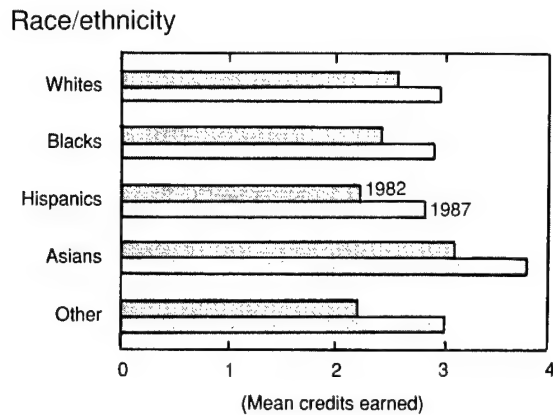 Race/ethnicity
Whites
Blacks
Hispanics
1982
1987
Asians
Other
0 1 2 3 4
(Mean credits earned)